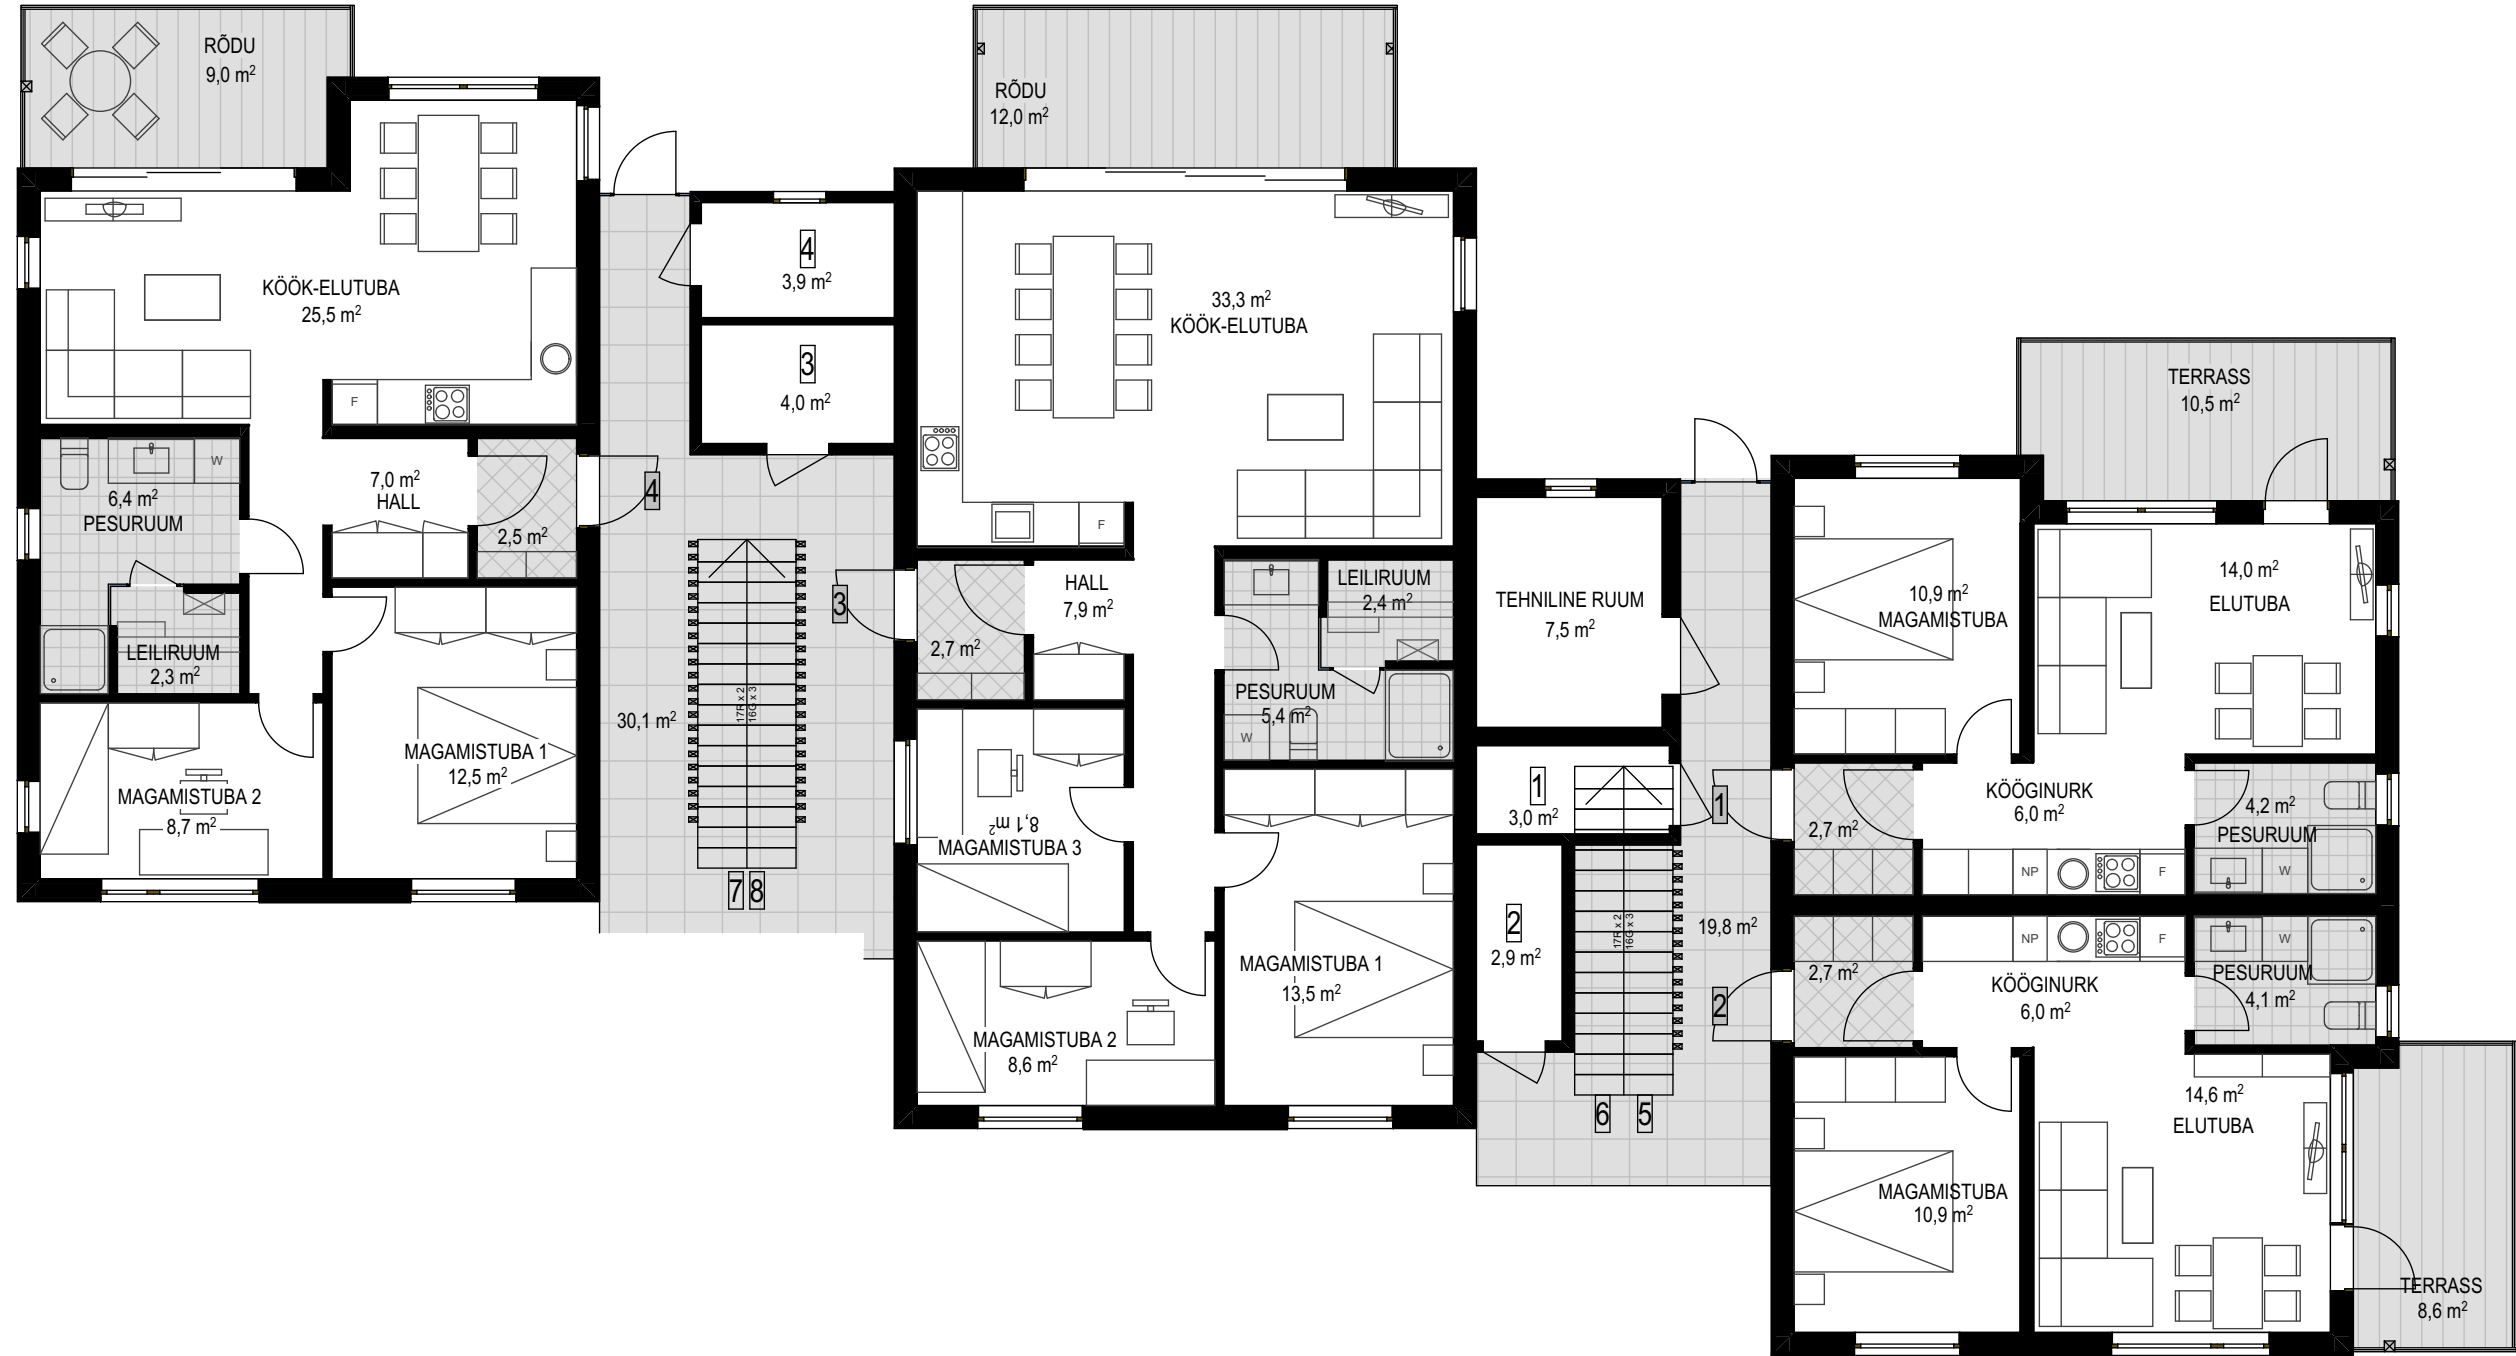 RÕDU
9,0 m²
KÖÖK-ELUTUBA
25,5 m²
F
W
6,4 m²
PESURUUM
7,0 m²
HALL
2,5 m²
LEILIRUUM
2,3 m²
MAGAMISTUBA 1
12,5 m²
MAGAMISTUBA 2
8,7 m²
4
3,9 m²
3
4,0 m²
4
3
30,1 m²
17R x 2
16G x 3
7 8
RÕDU
12,0 m²
33,3 m²
KÖÖK-ELUTUBA
F
HALL
7,9 m²
2,7 m²
LEILIRUUM
2,4 m²
PESURUUM
5,4 m²
W
8,1 m²
MAGAMISTUBA 3
MAGAMISTUBA 1
13,5 m²
MAGAMISTUBA 2
8,6 m²
TEHNILINE RUUM
7,5 m²
1
3,0 m²
1
2
2,9 m²
17R x 2
16G x 3
19,8 m²
2
6 5
TERRASS
10,5 m²
10,9 m²
MAGAMISTUBA
14,0 m²
ELUTUBA
KÖÖGINURK
6,0 m²
2,7 m²
4,2 m²
PESURUUM
NP
F
W
NP
F
W
2,7 m²
KÖÖGINURK
6,0 m²
PESURUUM
4,1 m²
14,6 m²
ELUTUBA
MAGAMISTUBA
10,9 m²
TERRASS
8,6 m²